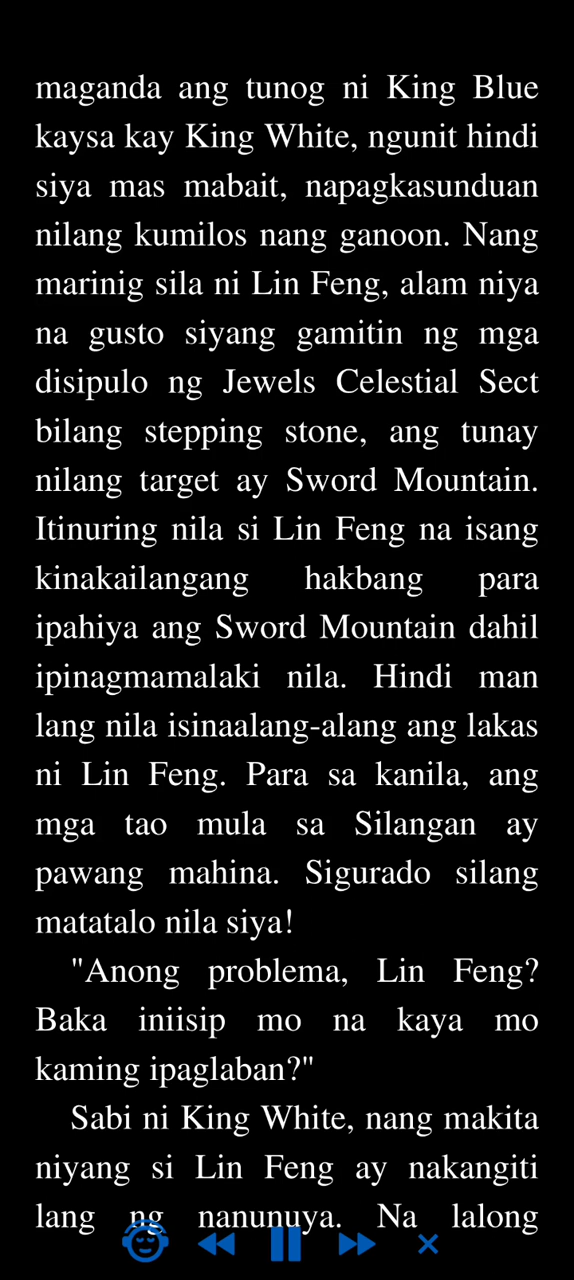 maganda ang tunog ni King Blue
kaysa kay King White, ngunit hindi
siya mas mabait, napagkasunduan
nilang kumilos nang ganoon. Nang
marinig sila ni Lin Feng, alam niya
na gusto siyang gamitin ng mga
disipulo ng Jewels Celestial Sect
bilang stepping stone, ang tunay
nilang target ay Sword Mountain.
Itinuring nila si Lin Feng na isang
kinakailangang hakbang para
ipahiya ang Sword Mountain dahil
ipinagmamalaki nila. Hindi man
lang nila isinaalang-alang ang lakas
ni Lin Feng. Para sa kanila, ang
mga tao mula sa Silangan ay
pawang mahina. Sigurado silang
matatalo nila siya!
"Anong problema, Lin Feng?
Baka iniisip mo na kaya mo
kaming ipaglaban?"
Sabi ni King White, nang makita
niyang si Lin Feng ay nakangiti
lang ng nanunuya. Na lalong